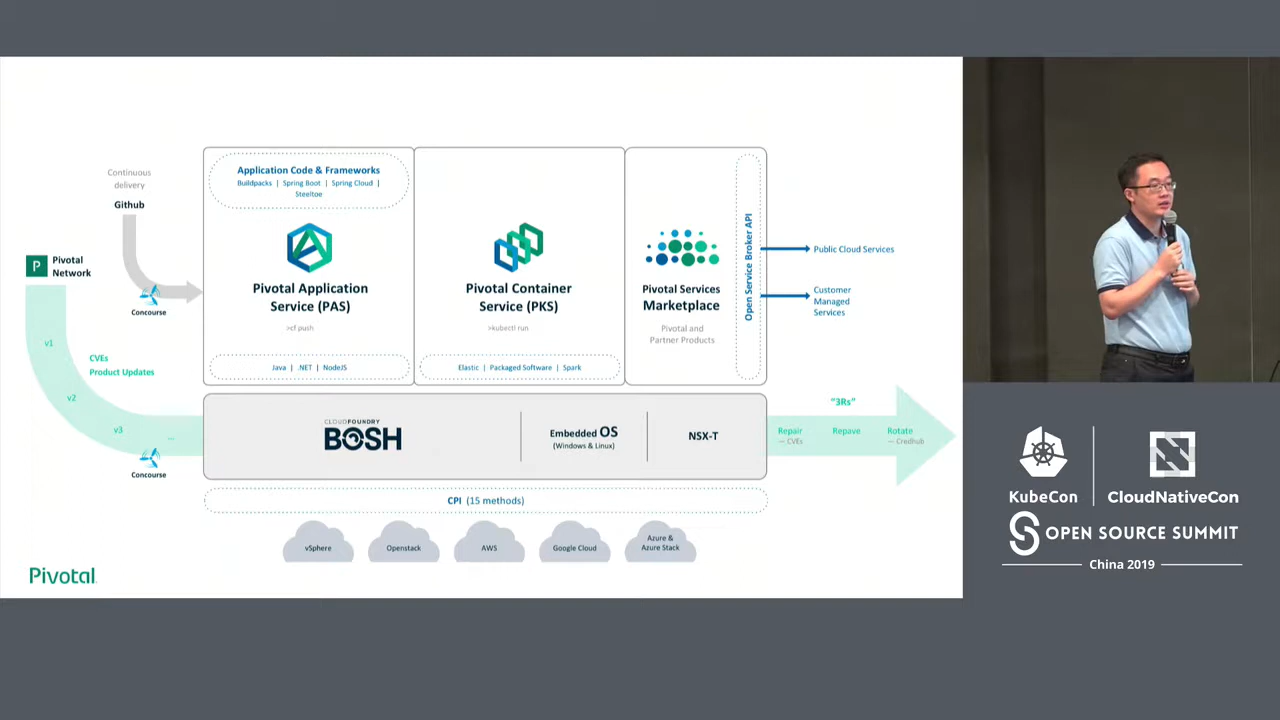 Continuous
delivery
Github
Pivotal
Network
Concourse
v1
CVEs
Product Updates
v2
v3
...
Concourse
Application Code & Frameworks
Buildpacks | Spring Boot | Spring Cloud |
Steeltoe
Pivotal Application
Service (PAS)
>cf push
Java | .NET | NodeJS
Pivotal Container
Service (PKS)
>kubectl run
Elastic | Packaged Software | Spark
Pivotal Services
Marketplace
Pivotal and
Partner Products
Open Service Broker API
Public Cloud Services
Customer
Managed
Services
CLOUDFOUNDRY
BOSH
Embedded OS
(Windows & Linux)
NSX-T
"3Rs"
Repair
— CVEs
Repave
Rotate
— Credhub
CPI (15 methods)
vSphere
Openstack
AWS
Google Cloud
Azure &
Azure Stack
Pivotal
KubeCon
CloudNativeCon
OPEN SOURCE SUMMIT
China 2019